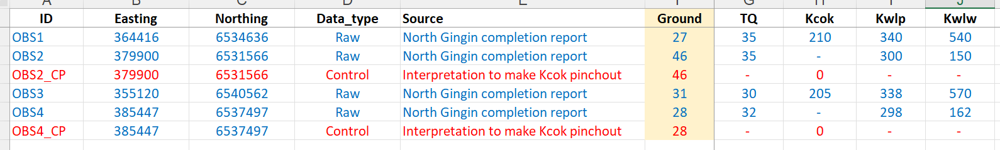 A B C D E F G H I J
ID Easting Northing Data_type Source Ground TQ Kcok Kwlp Kwlw
OBS1 364416 6534636 Raw North Gingin completion report 27 35 210 340 540
OBS2 379900 6531566 Raw North Gingin completion report 46 35 - 300 150
OBS2_CP 379900 6531566 Control Interpretation to make Kcok pinchout 46 - 0 - -
OBS3 355120 6540562 Raw North Gingin completion report 31 30 205 338 570
OBS4 385447 6537497 Raw North Gingin completion report 28 32 - 298 162
OBS4_CP 385447 6537497 Control Interpretation to make Kcok pinchout 28 - 0 - -